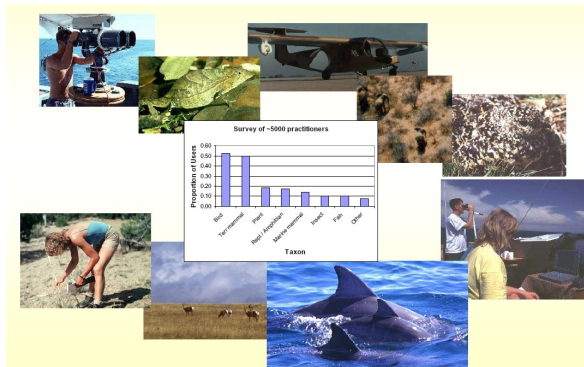 Survey of ~5000 practitioners
Proportion of Users
0.60
0.50
0.40
0.30
0.20
0.10
0.00
Bird
Terr mammal
Plant
Rept / Amphibian
Marine mammal
Insect
Fish
Other
Taxon